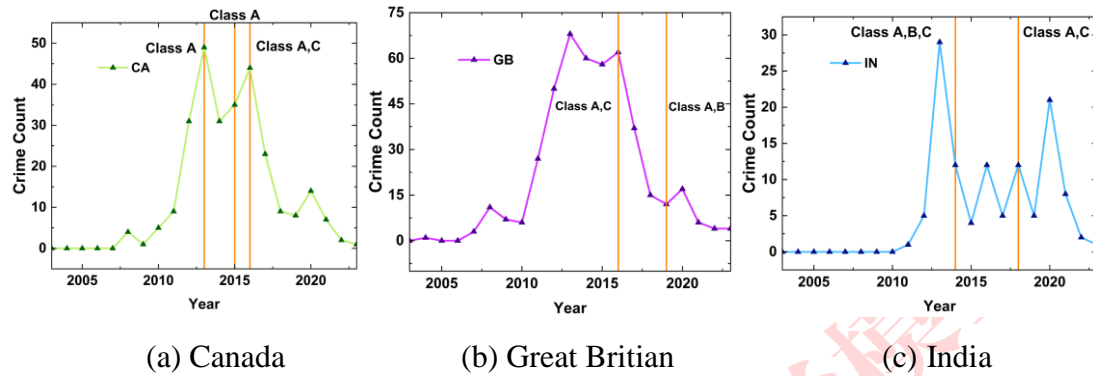 Class A
Class A
Class A,C
CA
50
40
30
20
10
0
Crime Count
2005
2010
2015
2020
Year
(a) Canada
75
60
45
30
15
0
Crime Count
GB
Class A,C
Class A,B
2005
2010
2015
2020
Year
(b) Great Britian
Class A,B,C
Class A,C
IN
30
25
20
15
10
5
0
Crime Count
2005
2010
2015
2020
Year
(c) India